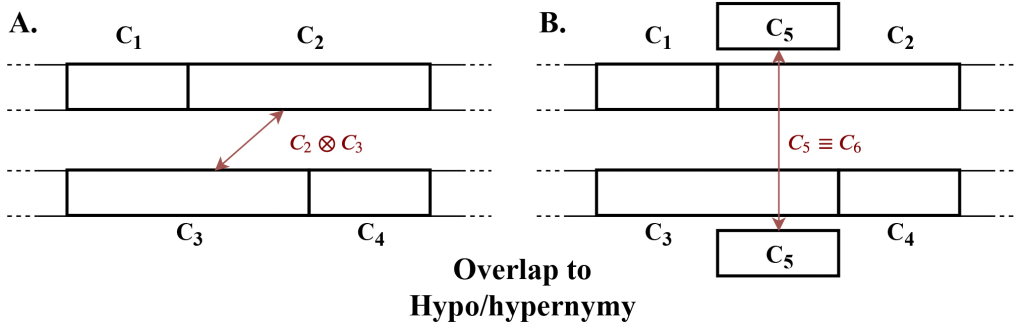 A.
C₁
C₂
C₂ ⊗ C₃
C₃
C₄
B.
C₁
C₅
C₂
C₅ ≡ C₆
C₃
C₅
C₄
Overlap to
Hypo/hypernymy